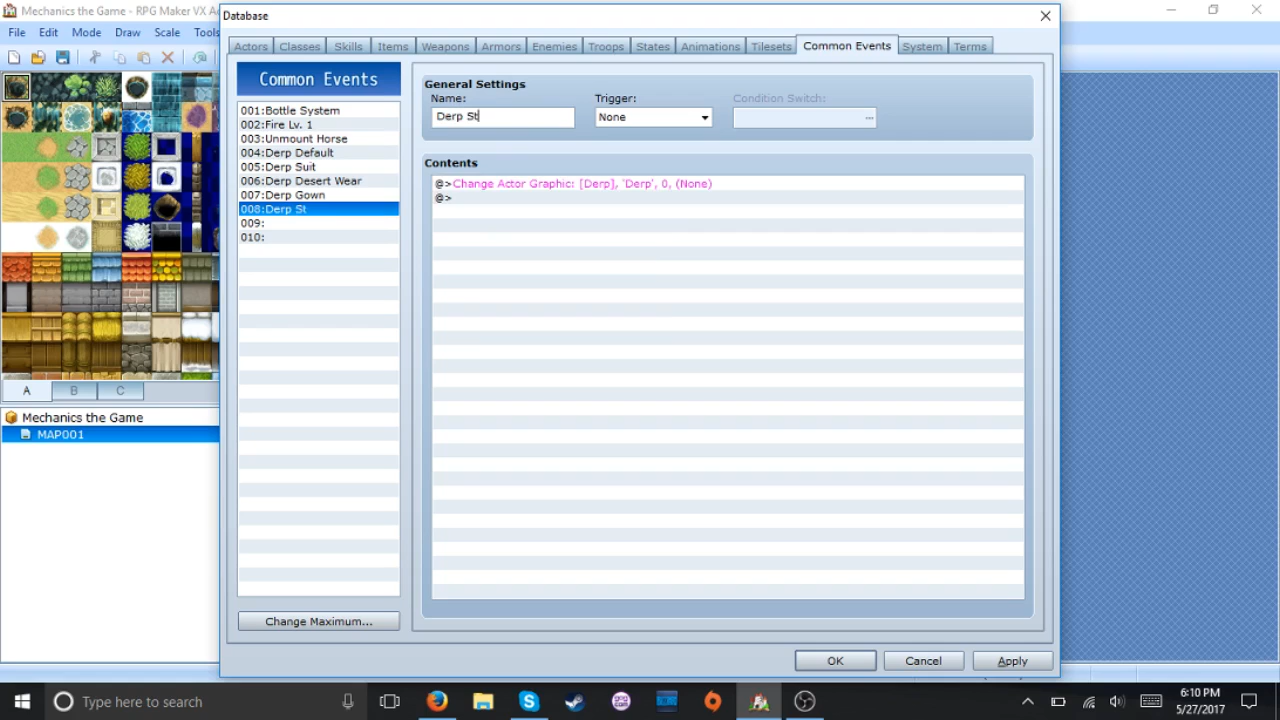 Mechanics the Game - RPG Maker VX A
Database
File Edit Mode Draw Scale Tools
Actors Classes Skills Items Weapons Armors Enemies Troops States Animations Tilesets Common Events System Terms
Common Events
001:Bottle System
002:Fire Lv. 1
003:Unmount Horse
004:Derp Default
005:Derp Suit
006:Derp Desert Wear
007:Derp Gown
008:Derp St
009:
010:
Change Maximum...
General Settings
Name: Trigger: Condition Switch:
Derp St None ...
Contents
@>Change Actor Graphic: [Derp], 'Derp', 0, (None)
@>
A B C
Mechanics the Game
MAP001
OK Cancel Apply
Type here to search
6:10 PM
5/27/2017